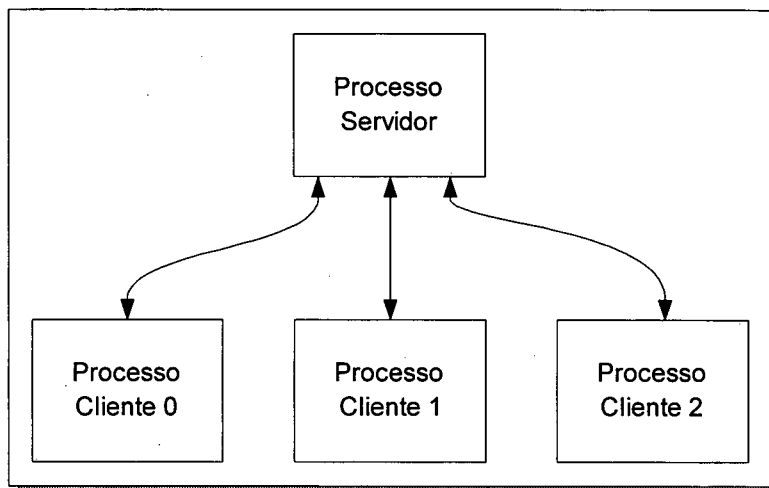 Processo
Servidor
Processo
Cliente 0
Processo
Cliente 1
Processo
Cliente 2